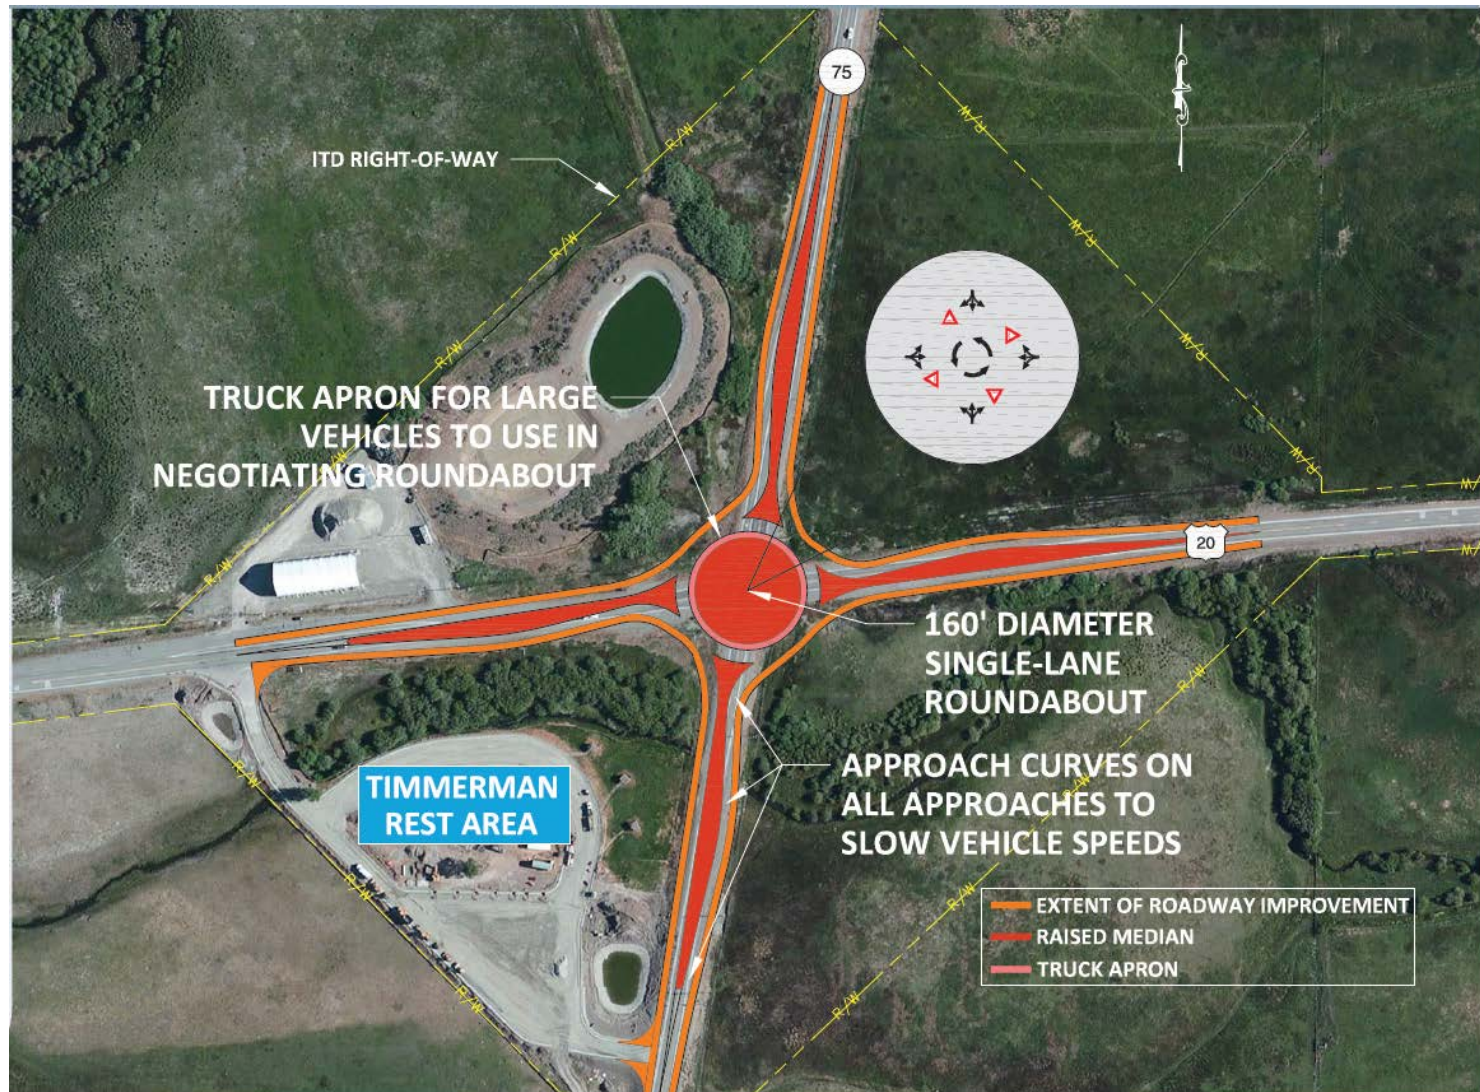 75
ITD RIGHT-OF-WAY
R/W
R/W
R/W
R/W
R/W
R/W
R/W
R/W
R/W
R/W
TRUCK APRON FOR LARGE
VEHICLES TO USE IN
NEGOTIATING ROUNDABOUT
R/W
R/W
20
160' DIAMETER
SINGLE-LANE
ROUNDABOUT
R/W
APPROACH CURVES ON
ALL APPROACHES TO
SLOW VEHICLE SPEEDS
R/W
TIMMERMAN
REST AREA
R/W
R/W
R/W
R/W
EXTENT OF ROADWAY IMPROVEMENT
RAISED MEDIAN
TRUCK APRON